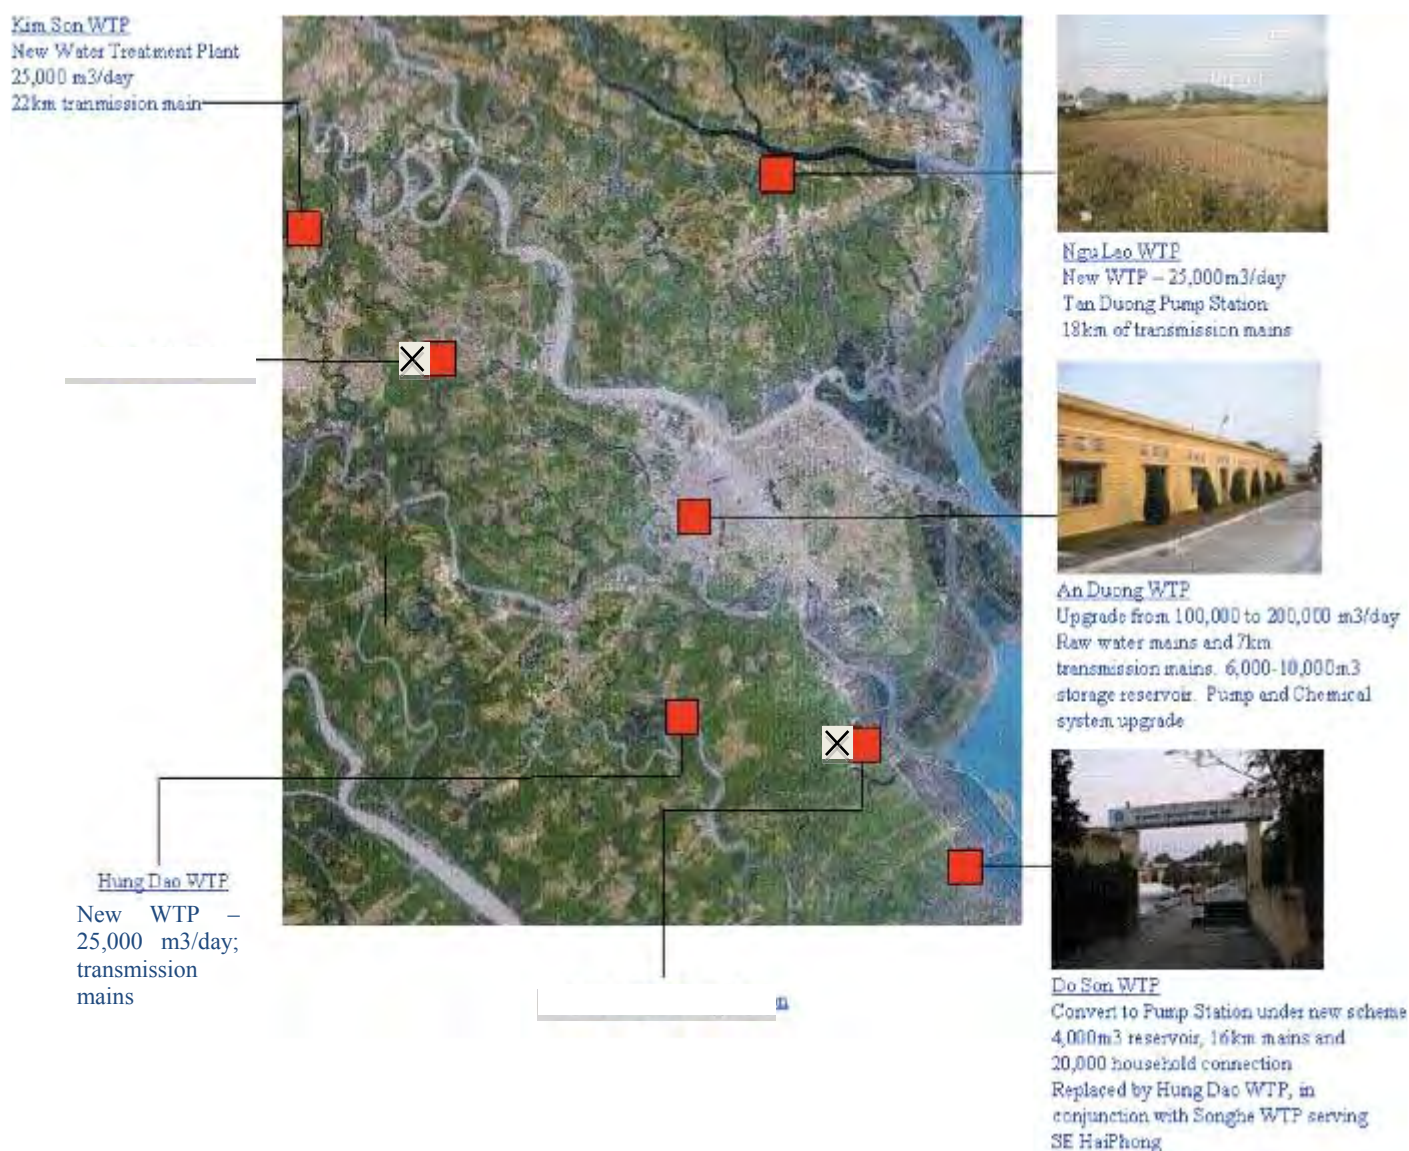 Kim Son WTP
New Water Treatment Plant
25,000 m3/day
22km tranmission main
Ngu Lao WTP
New WTP – 25,000m3/day
Tan Duong Pump Station
18km of transmission mains
An Duong WTP
Upgrade from 100,000 to 200,000 m3/day
Raw water mains and 7km
transmission mains. 6,000-10,000m3
storage reservoir. Pump and Chemical
system upgrade
Hung Dao WTP
New WTP –
25,000 m3/day;
transmission
mains
Do Son WTP
Convert to Pump Station under new scheme
4,000m3 reservoir, 16km mains and
20,000 household connection
Replaced by Hung Dao WTP, in
conjunction with Songhe WTP serving
SE HaiPhong